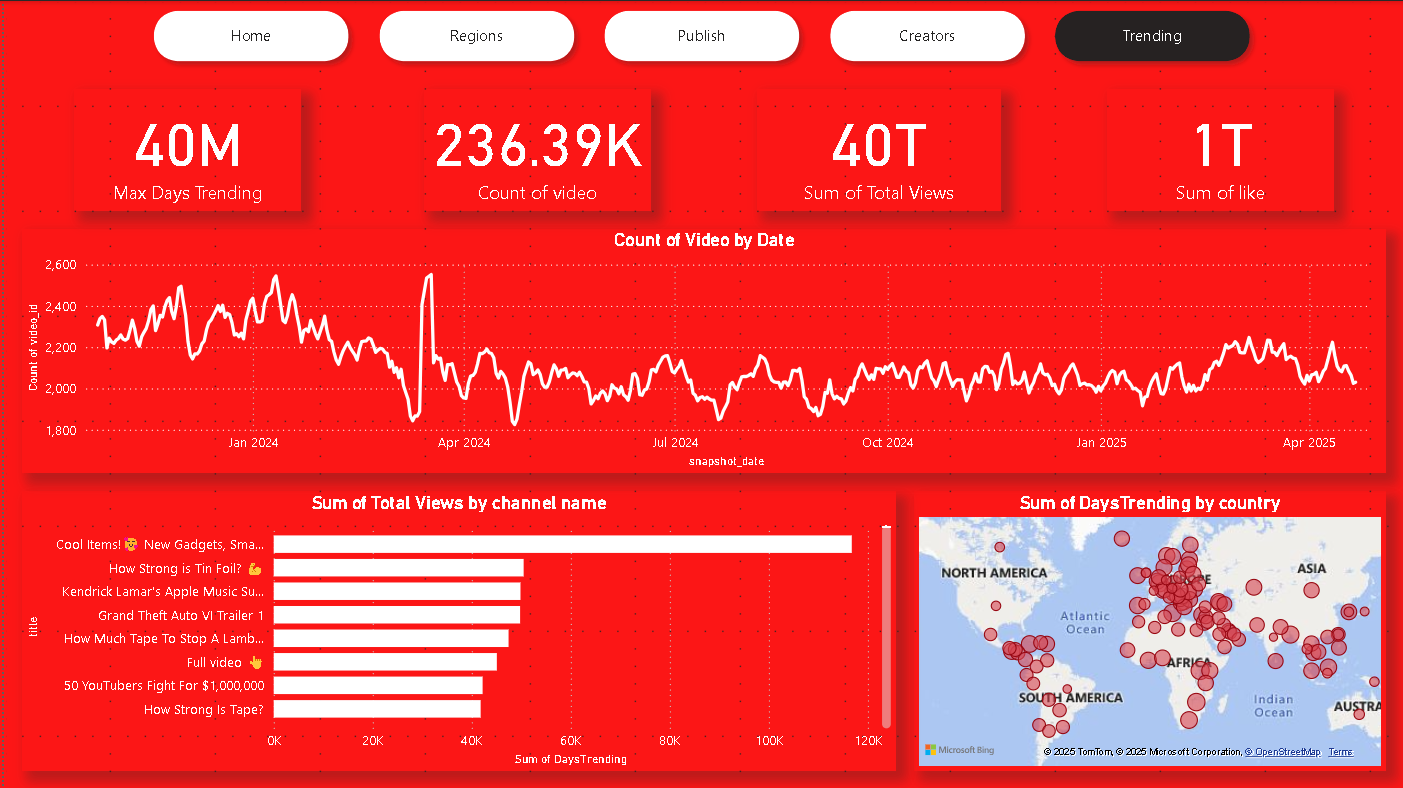 Home
Regions
Publish
Creators
Trending
40M
Max Days Trending
236.39K
Count of video
40T
Sum of Total Views
1T
Sum of like
Count of Video by Date
Count of video_id
2,600
2,400
2,200
2,000
1,800
Jan 2024
Apr 2024
Jul 2024
Oct 2024
Jan 2025
Apr 2025
snapshot_date
Sum of Total Views by channel name
title
Cool Items! 🥰 New Gadgets, Sma...
How Strong is Tin Foil? 💪
Kendrick Lamar's Apple Music Su...
Grand Theft Auto VI Trailer 1
How Much Tape To Stop A Lamb...
Full video 👆
50 YouTubers Fight For $1,000,000
How Strong Is Tape?
0K
20K
40K
60K
80K
100K
120K
Sum of DaysTrending
Sum of DaysTrending by country
NORTH AMERICA
EUROPE
ASIA
Atlantic
Ocean
AFRICA
SOUTH AMERICA
Indian
Ocean
AUSTRA
Microsoft Bing
© 2025 TomTom, © 2025 Microsoft Corporation, © OpenStreetMap Terms